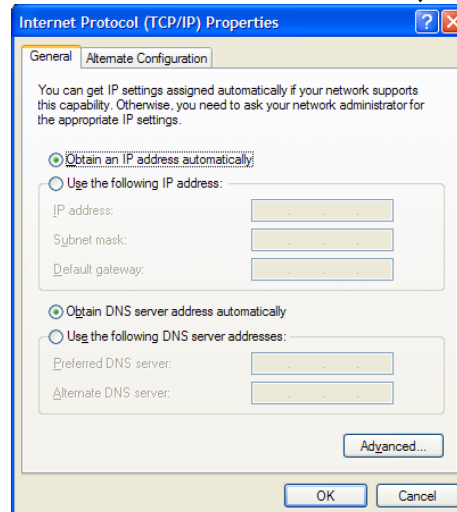 Internet Protocol (TCP/IP) Properties
General
Alternate Configuration
You can get IP settings assigned automatically if your network supports
this capability. Otherwise, you need to ask your network administrator for
the appropriate IP settings.
Obtain an IP address automatically
Use the following IP address:
IP address:
Subnet mask:
Default gateway:
Obtain DNS server address automatically
Use the following DNS server addresses:
Preferred DNS server:
Alternate DNS server:
Advanced...
OK
Cancel